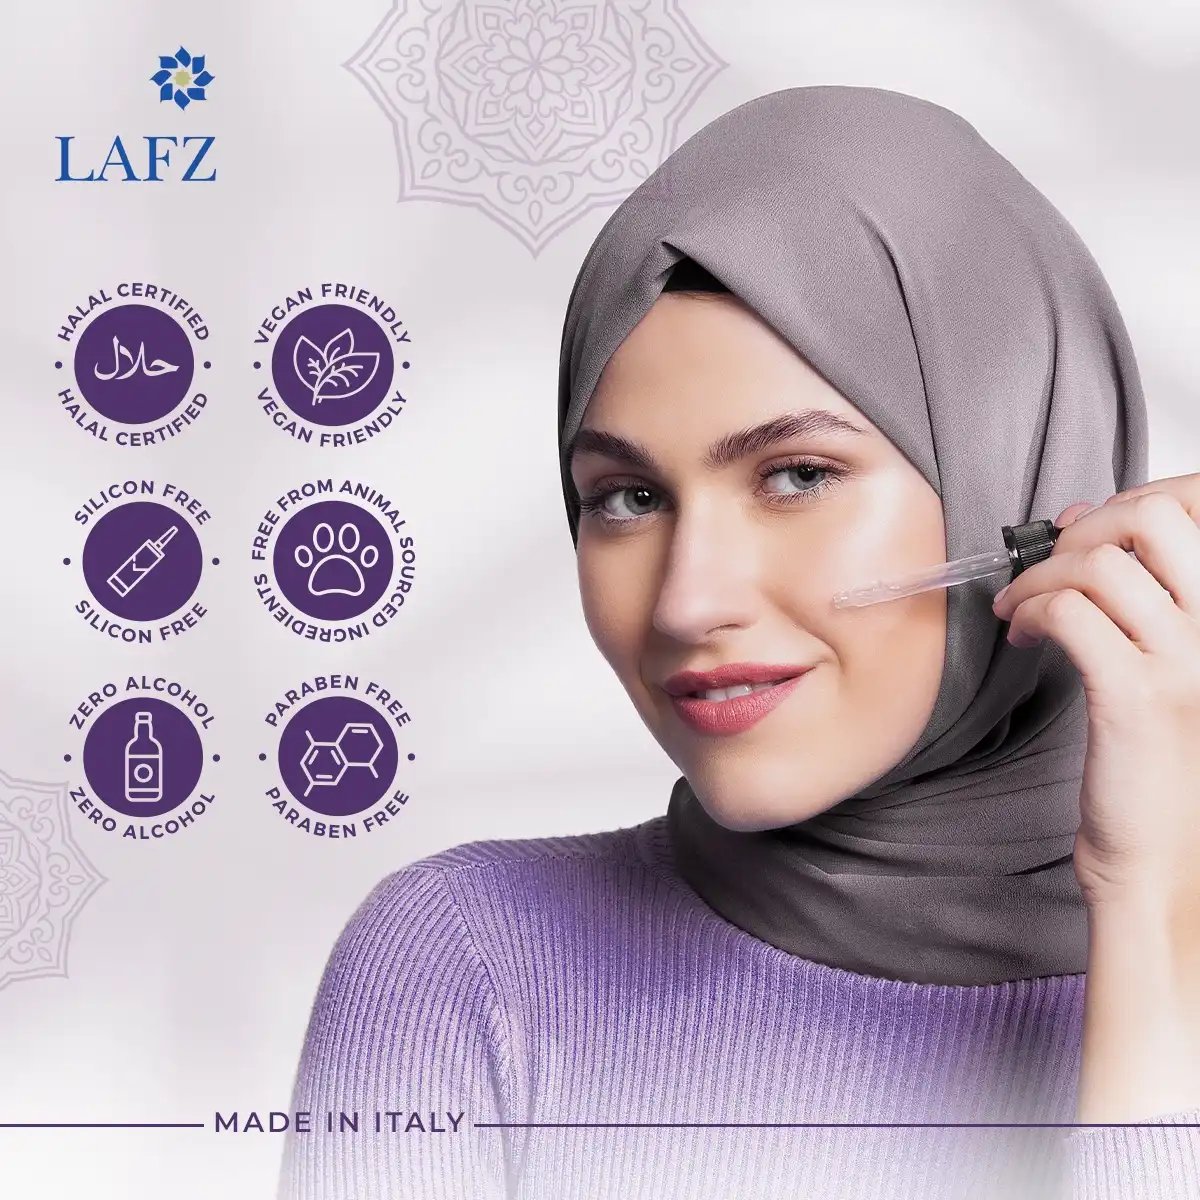 LAFZ
HALAL CERTIFIED
حلال
HALAL CERTIFIED
VEGAN FRIENDLY
VEGAN FRIENDLY
SILICON FREE
SILICON FREE
FREE FROM ANIMAL SOURCED INGREDIENTS
ZERO ALCOHOL
ZERO ALCOHOL
PARABEN FREE
PARABEN FREE
MADE IN ITALY